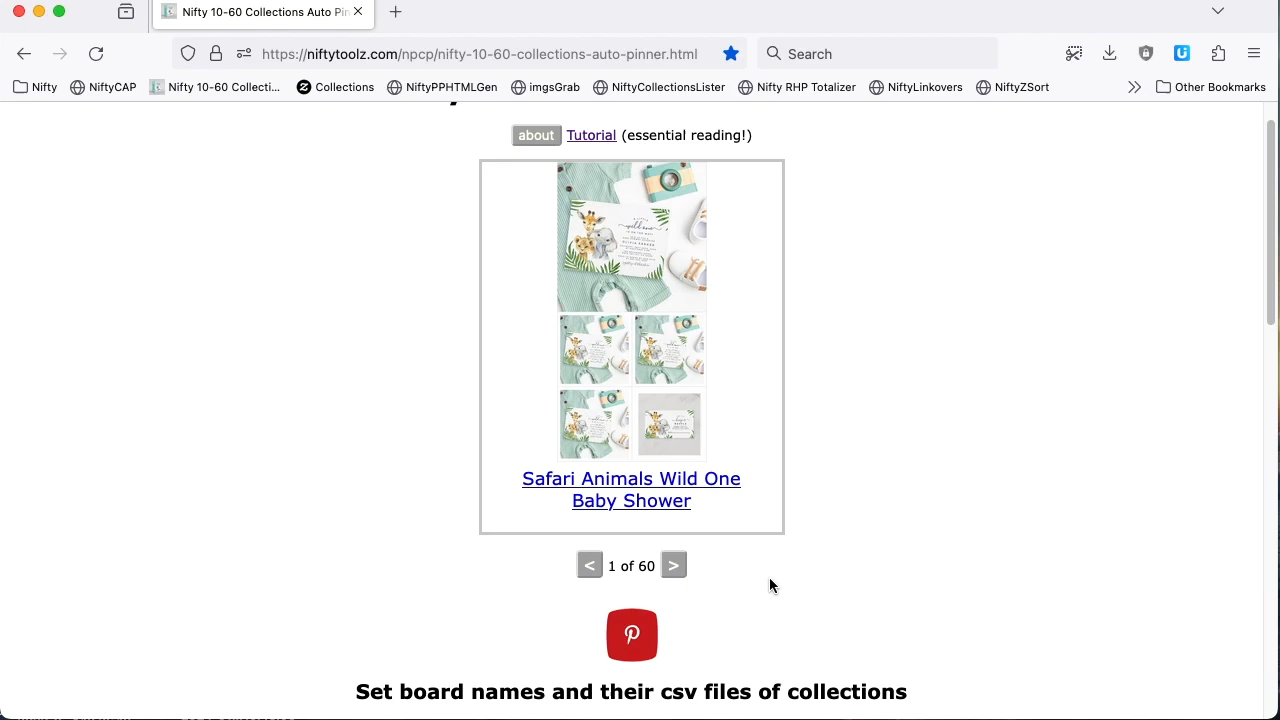 Nifty 10-60 Collections Auto Pin
https://niftytoolz.com/npcp/nifty-10-60-collections-auto-pinner.html
Search
Nifty NiftyCAP Nifty 10-60 Collecti... Collections NiftyPPHTMLGen imgsGrab NiftyCollectionsLister Nifty RHP Totalizer NiftyLinkovers NiftyZSort Other Bookmarks
about Tutorial (essential reading!)
Safari Animals Wild One
Baby Shower
< 1 of 60 >
Set board names and their csv files of collections